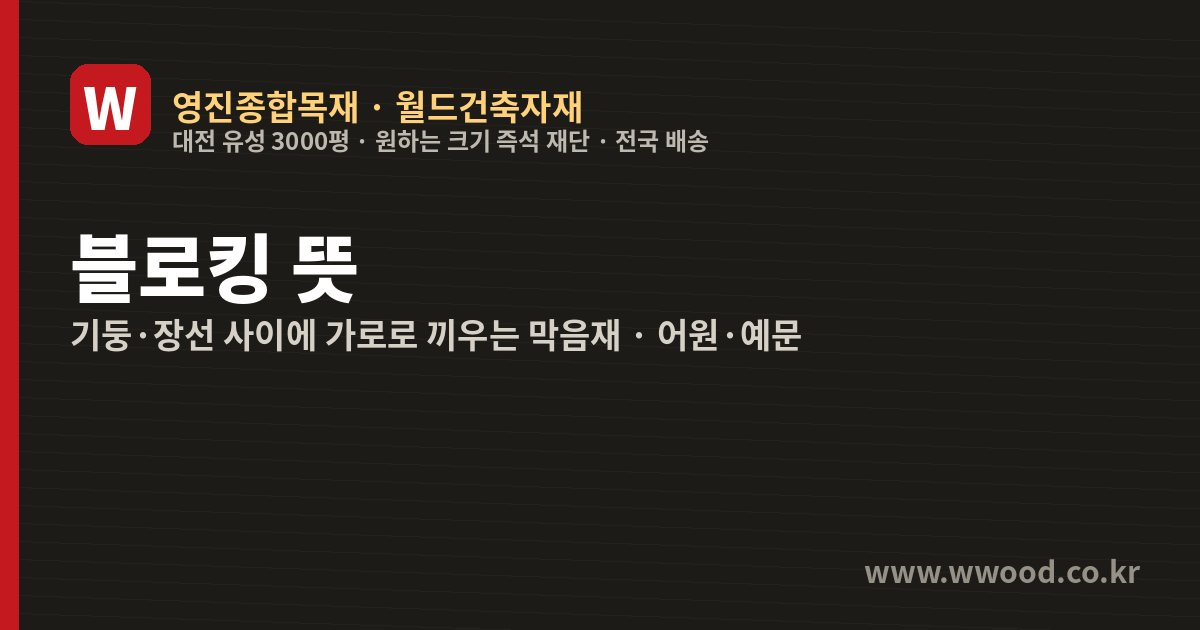 W
영진종합목재 · 월드건축자재
대전 유성 3000평 · 원하는 크기 즉석 재단 · 전국 배송
블로킹 뜻
기둥·장선 사이에 가로로 끼우는 막음재 · 어원·예문
www.wwood.co.kr